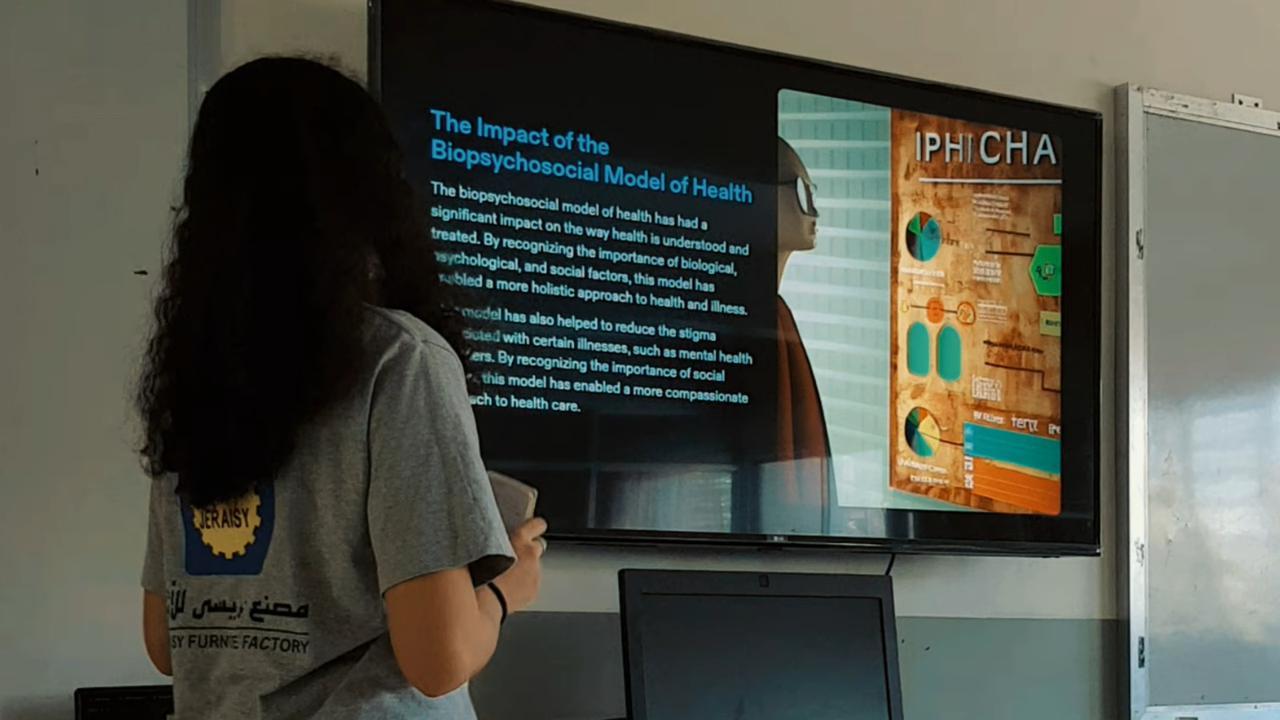 The Impact of the
Biopsychosocial Model of Health
The biopsychosocial model of health has had a
significant impact on the way health is understood and
treated. By recognizing the importance of biological,
psychological, and social factors, this model has
a more holistic approach to health and illness.
model has also helped to reduce the stigma
with certain illnesses, such as mental health
By recognizing the importance of social
this model has enabled a more compassionate
to health care.
IPHICHA
JERAISY
مصنع
FACTORY